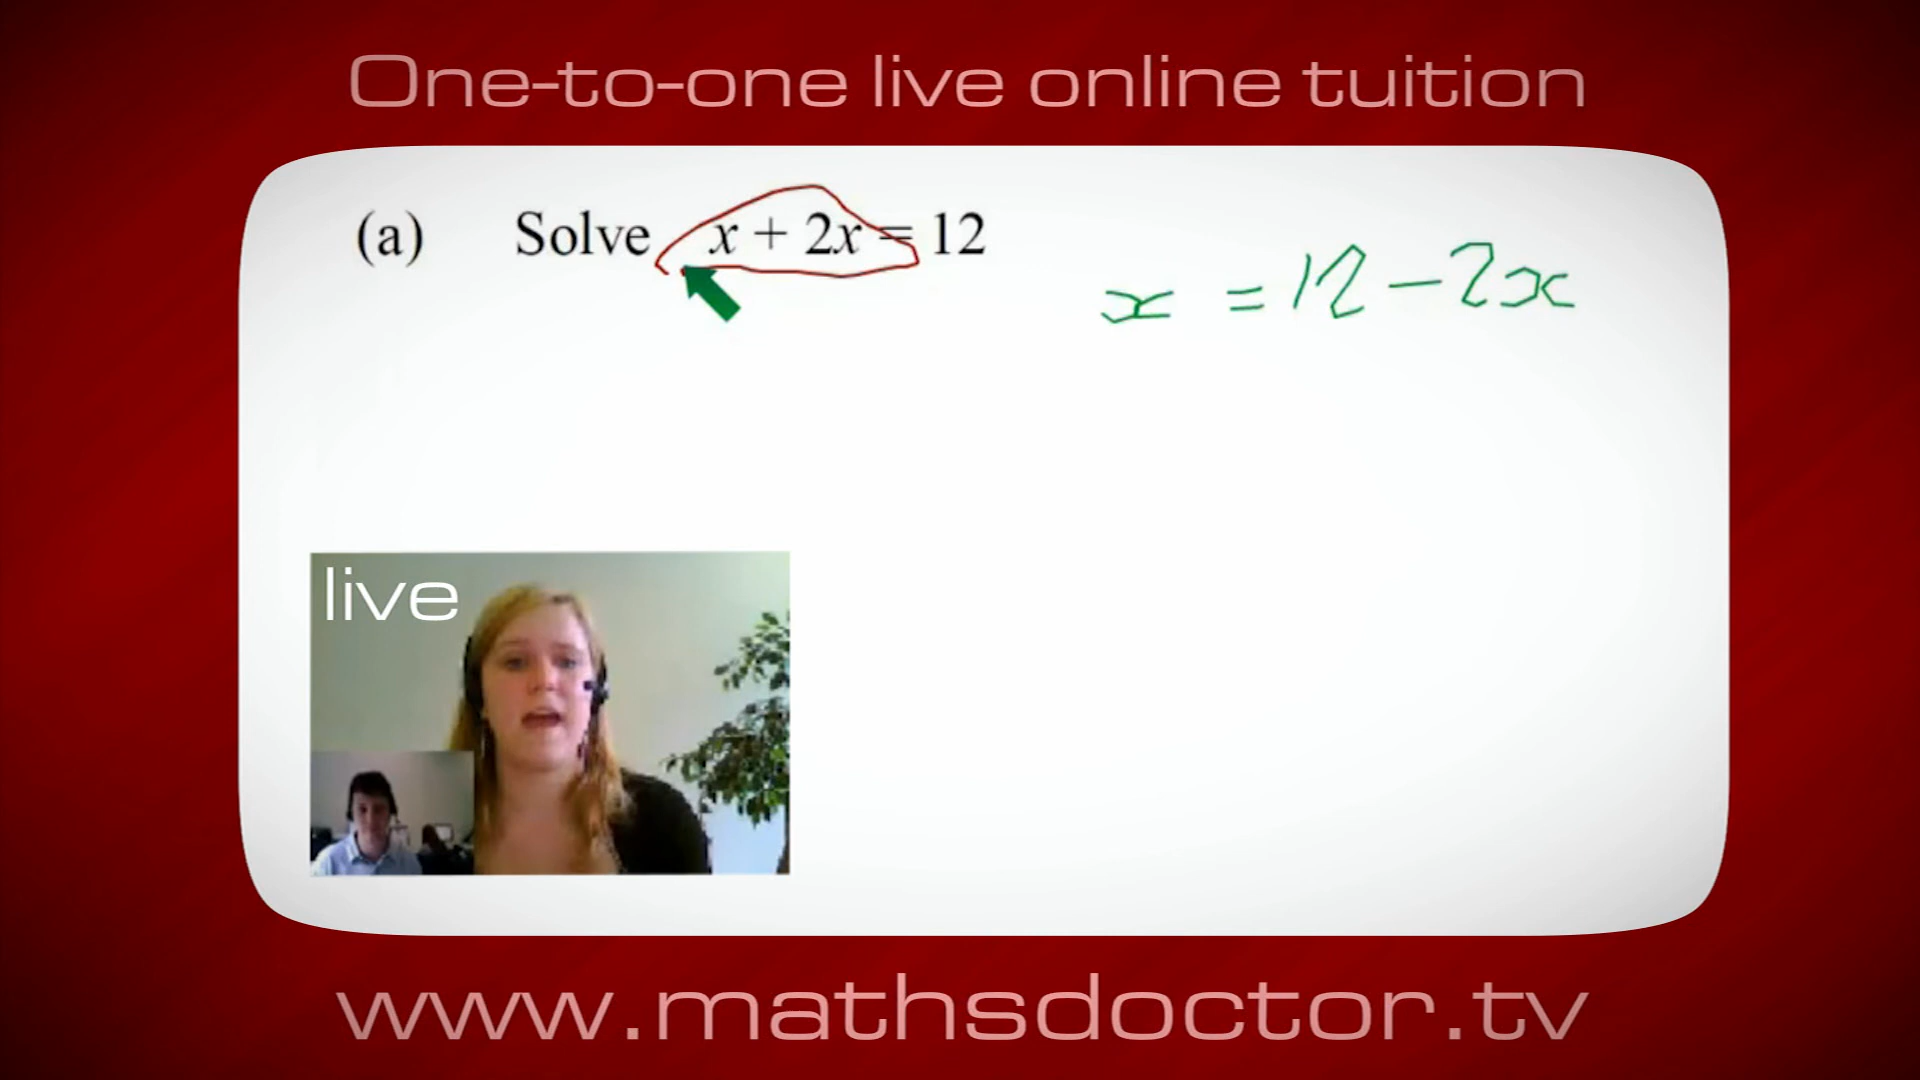 One-to-one live online tuition
(a) Solve x + 2x = 12
x = 12 - 2x
live
www.mathsdoctor.tv